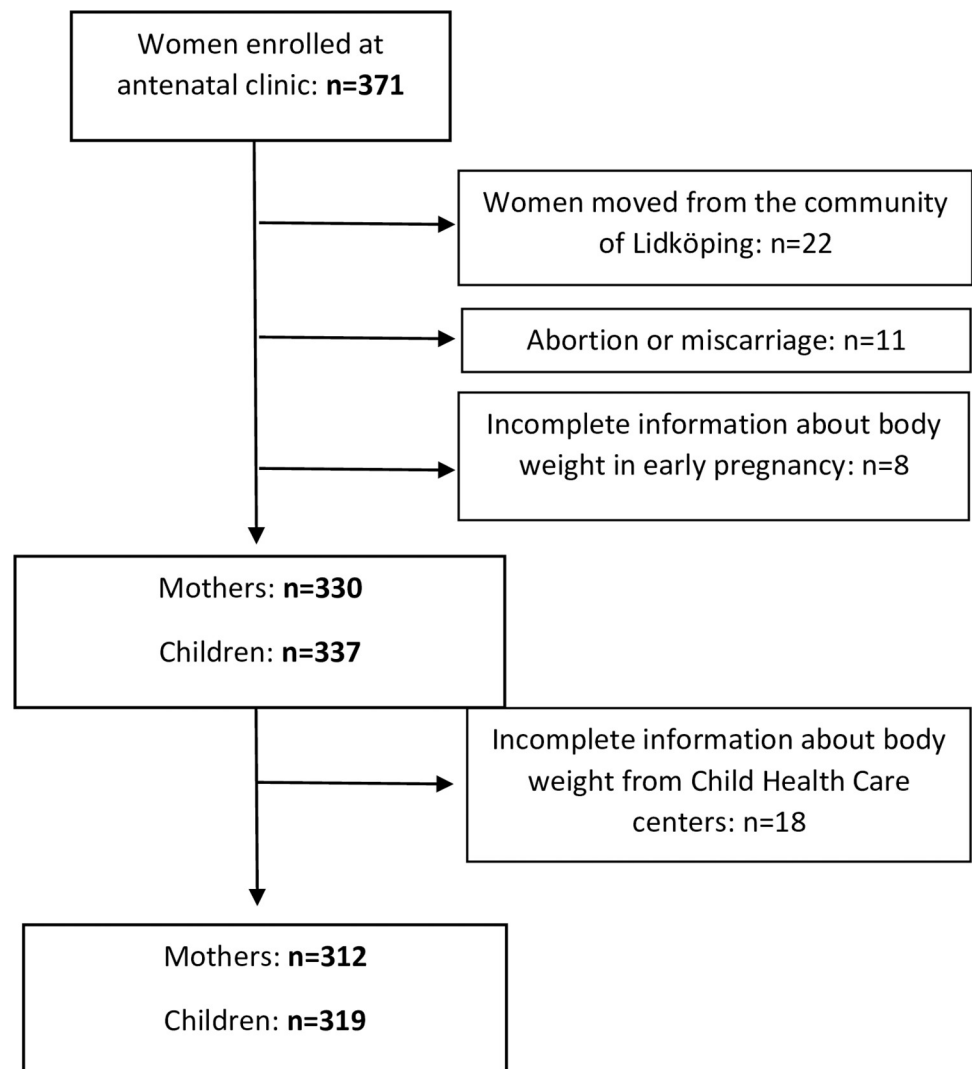 Women enrolled at
antenatal clinic: n=371
Women moved from the community
of Lidköping: n=22
Abortion or miscarriage: n=11
Incomplete information about body
weight in early pregnancy: n=8
Mothers: n=330
Children: n=337
Incomplete information about body
weight from Child Health Care
centers: n=18
Mothers: n=312
Children: n=319